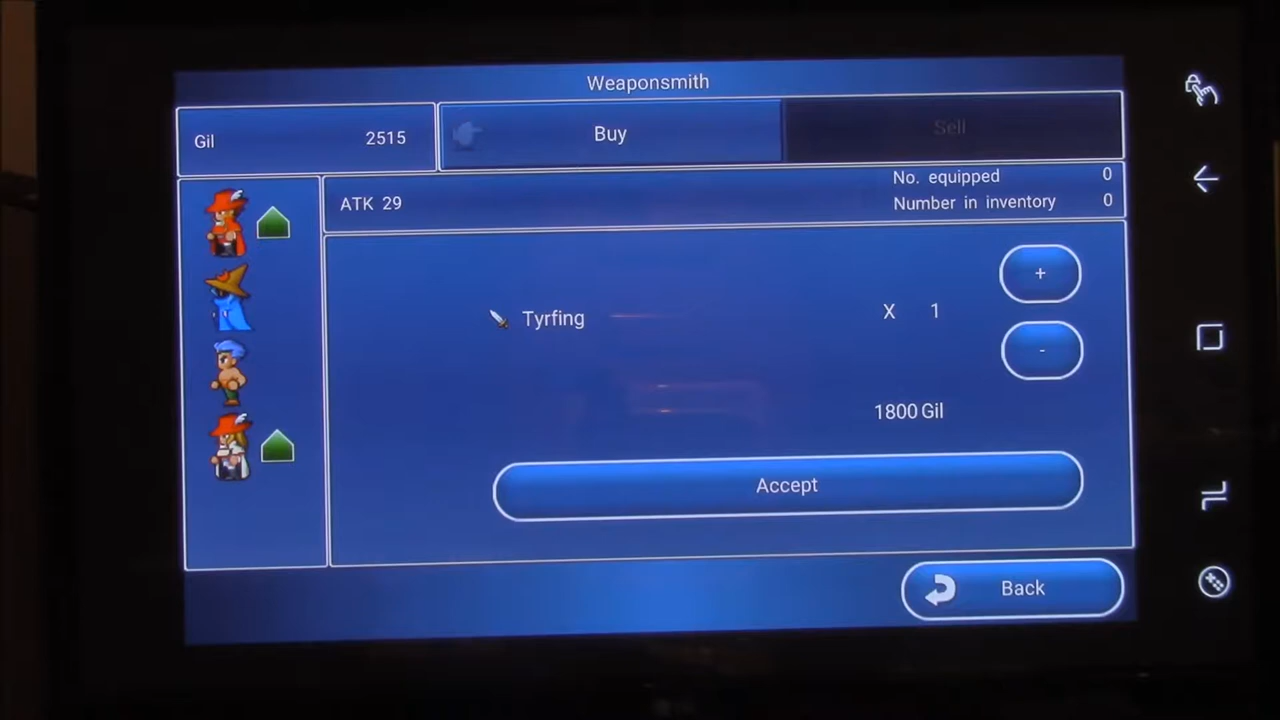 Weaponsmith
Gil 2515
Buy
Sell
ATK 29
No. equipped 0
Number in inventory 0
+
Tyrfing X 1
-
1800 Gil
Accept
Back